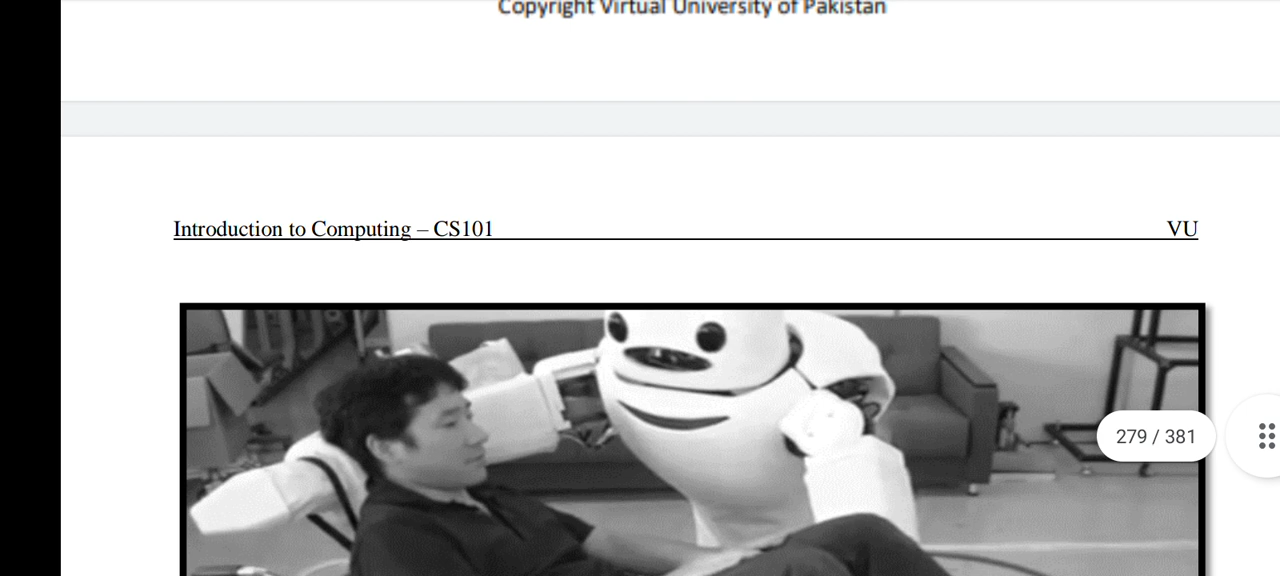 Copyright Virtual University of Pakistan
Introduction to Computing – CS101 VU
279 / 381